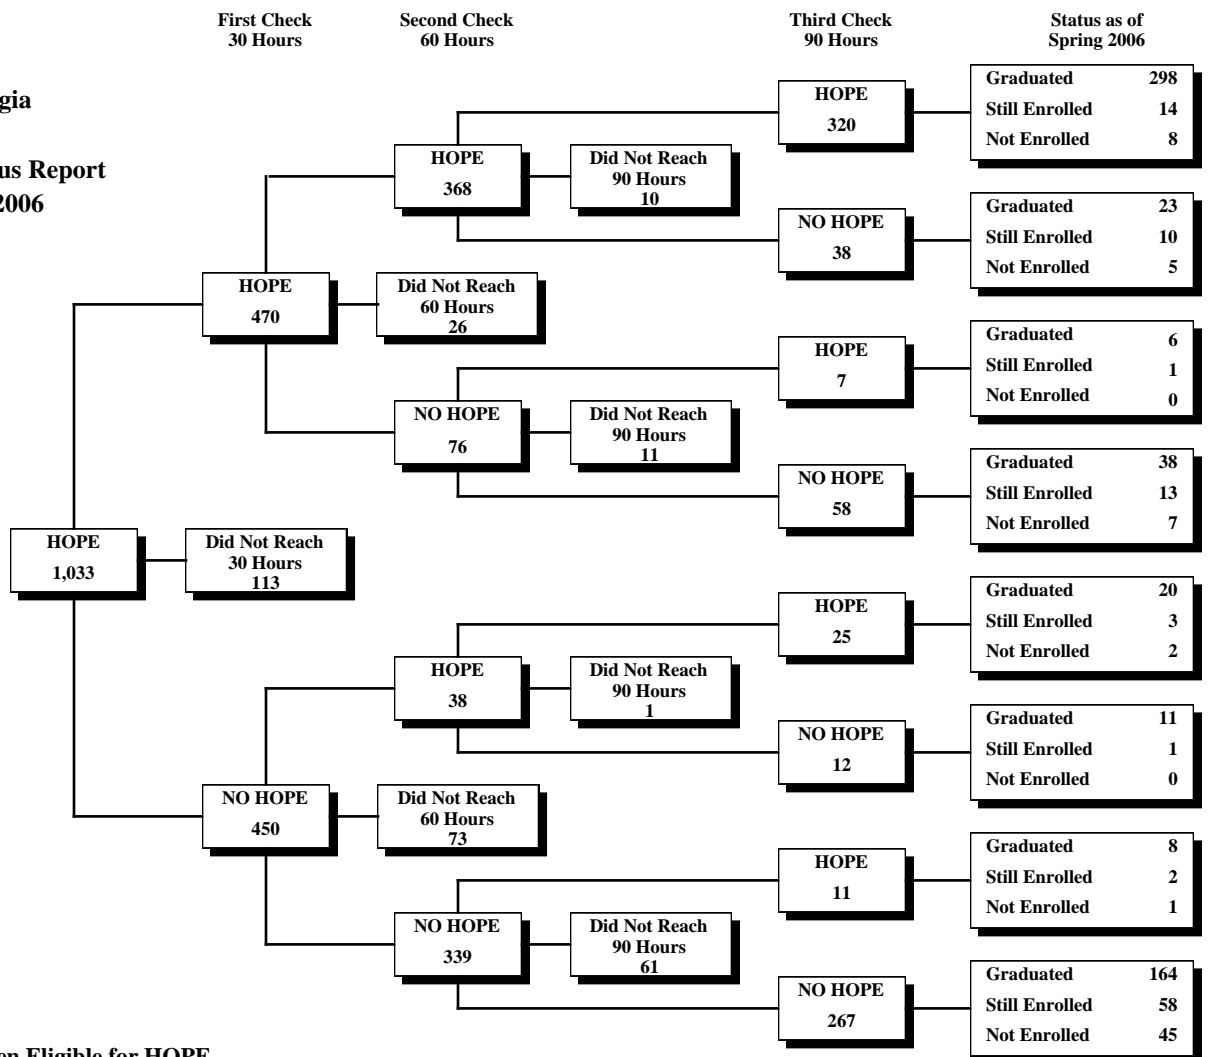 First Check
30 Hours
Second Check
60 Hours
Third Check
90 Hours
Status as of
Spring 2006
gia
us Report
2006
HOPE
1,033
Did Not Reach
30 Hours
113
HOPE
470
Did Not Reach
60 Hours
26
NO HOPE
450
Did Not Reach
60 Hours
73
HOPE
368
Did Not Reach
90 Hours
10
NO HOPE
76
Did Not Reach
90 Hours
11
HOPE
38
Did Not Reach
90 Hours
1
NO HOPE
339
Did Not Reach
90 Hours
61
HOPE
320
Graduated 298
Still Enrolled 14
Not Enrolled 8
NO HOPE
38
Graduated 23
Still Enrolled 10
Not Enrolled 5
HOPE
7
Graduated 6
Still Enrolled 1
Not Enrolled 0
NO HOPE
58
Graduated 38
Still Enrolled 13
Not Enrolled 7
HOPE
25
Graduated 20
Still Enrolled 3
Not Enrolled 2
NO HOPE
12
Graduated 11
Still Enrolled 1
Not Enrolled 0
HOPE
11
Graduated 8
Still Enrolled 2
Not Enrolled 1
NO HOPE
267
Graduated 164
Still Enrolled 58
Not Enrolled 45
en Eligible for HOPE